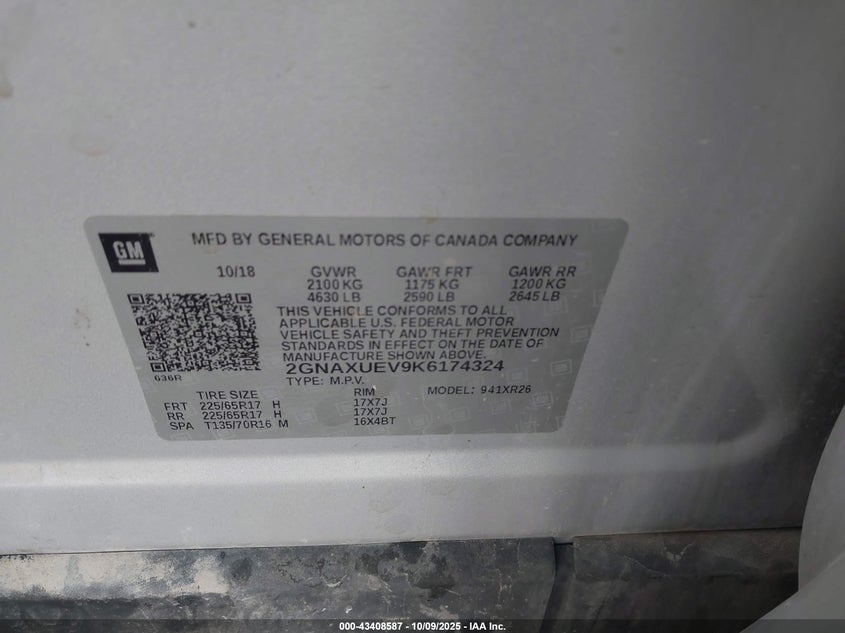 GM
MFD BY GENERAL MOTORS OF CANADA COMPANY
10/18 GVWR GAWR FRT GAWR RR
2100 KG 1175 KG 1200 KG
4630 LB 2590 LB 2645 LB
THIS VEHICLE CONFORMS TO ALL
APPLICABLE U.S. FEDERAL MOTOR
VEHICLE SAFETY AND THEFT PREVENTION
STANDARDS IN EFFECT ON THE DATE OF
MANUFACTURE SHOWN ABOVE.
636R
2GNAXUEV9K6174324
TYPE: M.P.V. MODEL: 941XR26
TIRE SIZE RIM
FRT 225/65R17 H 17X7J
RR 225/65R17 H 17X7J
SPA T135/70R16 M 16X4BT
000-43408587 - 10/09/2025 - IAA Inc.